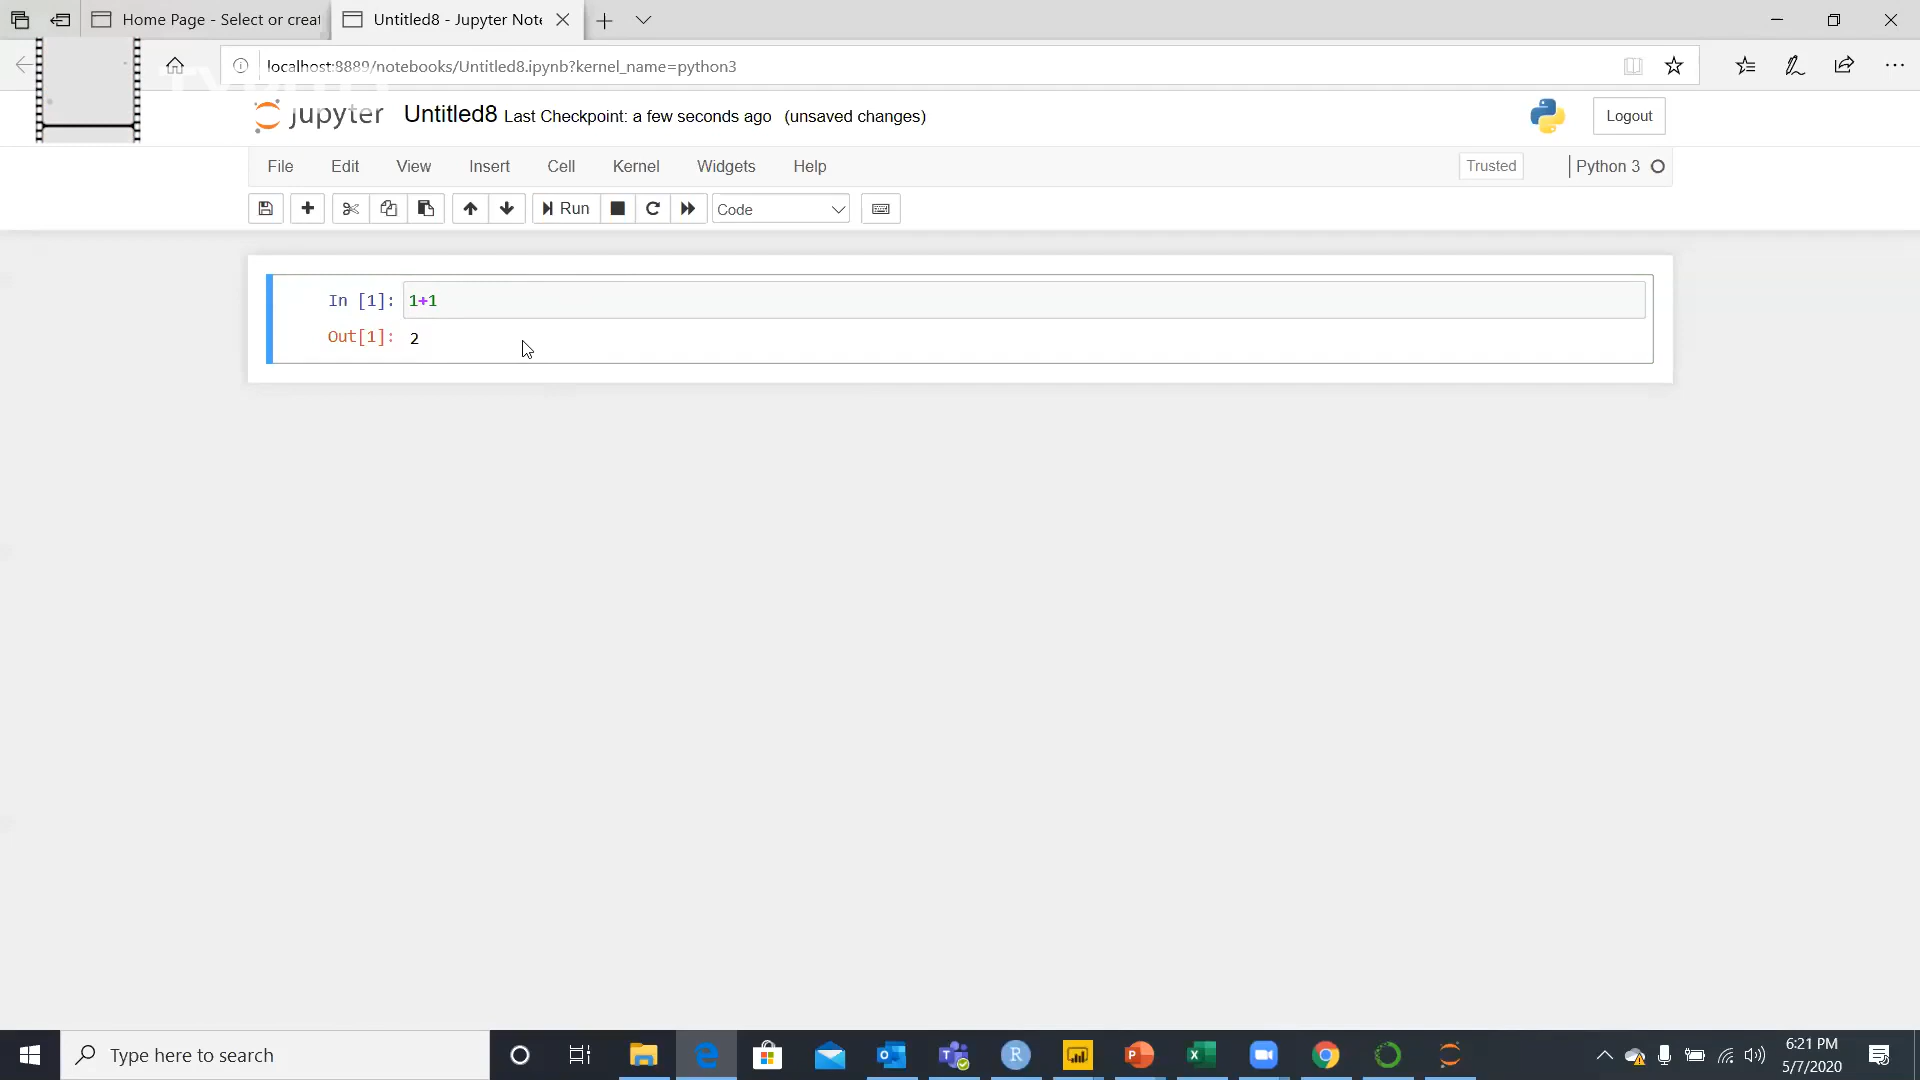 Home Page - Select or creat
Untitled8 - Jupyter Note
localhost:8889/notebooks/Untitled8.ipynb?kernel_name=python3
jupyter Untitled8 Last Checkpoint: a few seconds ago (unsaved changes)
Logout
File Edit View Insert Cell Kernel Widgets Help
Trusted Python 3
Run Code
In [1]: 1+1
Out[1]: 2
Type here to search
6:21 PM
5/7/2020